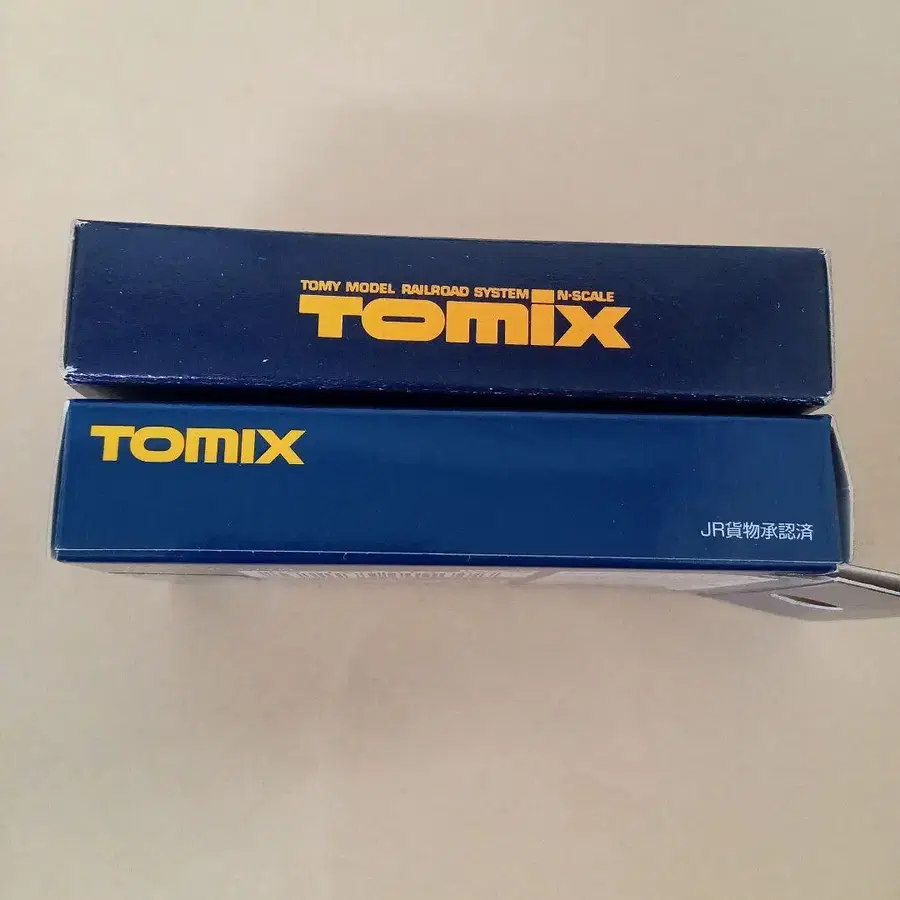 TOMY MODEL RAILROAD SYSTEM N-SCALE
TOMIX
TOMIX
JR貨物承認済